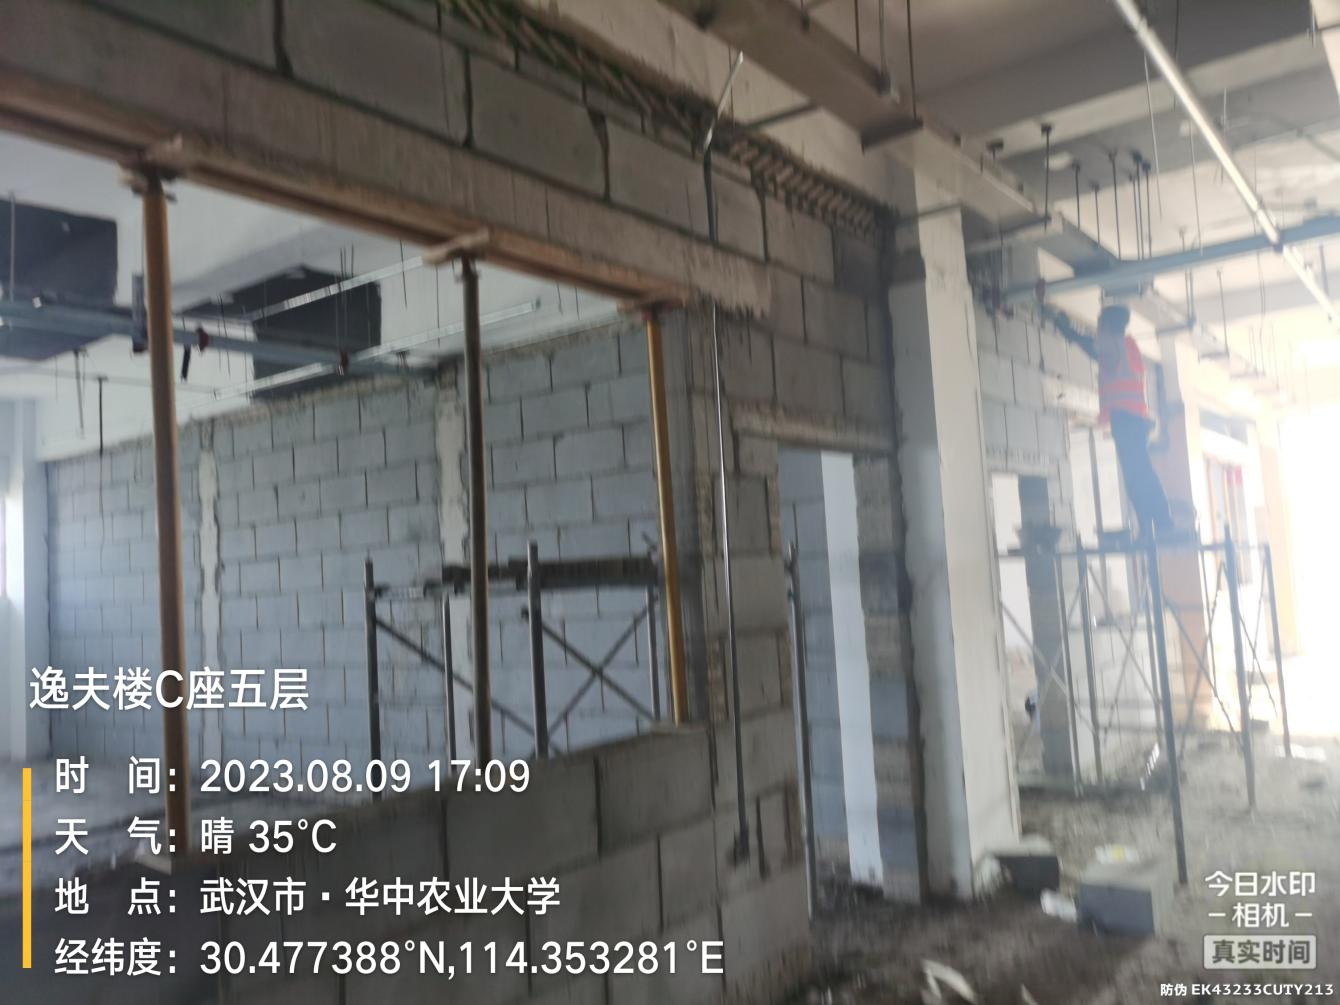 逸夫楼C座五层
时 间：2023.08.09 17:09
天 气：晴 35℃
地 点：武汉市·华中农业大学
经纬度：30.477388°N,114.353281°E
今日水印
-相机-
真实时间
防伪 EK43233CUTY213